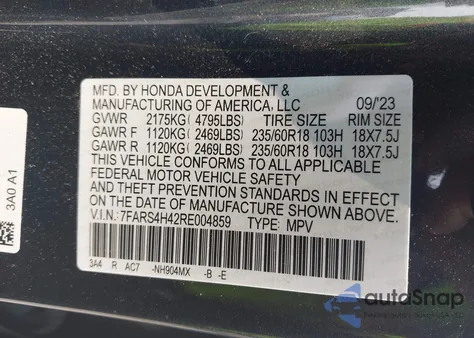 MFD. BY HONDA DEVELOPMENT &
MANUFACTURING OF AMERICA, LLC 09/'23
GVWR 2175KG( 4795LBS) TIRE SIZE RIM SIZE
GAWR F 1120KG( 2469LBS) 235/60R18 103H 18X7.5J
GAWR R 1120KG( 2469LBS) 235/60R18 103H 18X7.5J
THIS VEHICLE CONFORMS TO ALL APPLICABLE
FEDERAL MOTOR VEHICLE SAFETY
AND THEFT PREVENTION STANDARDS IN EFFECT
ON THE DATE OF MANUFACTURE SHOWN ABOVE.
V.I.N.:7FARS4H42RE004859 TYPE: MPV
3A4 R AC7 -NH904MX -B -E
3A0 A1
autoSnap